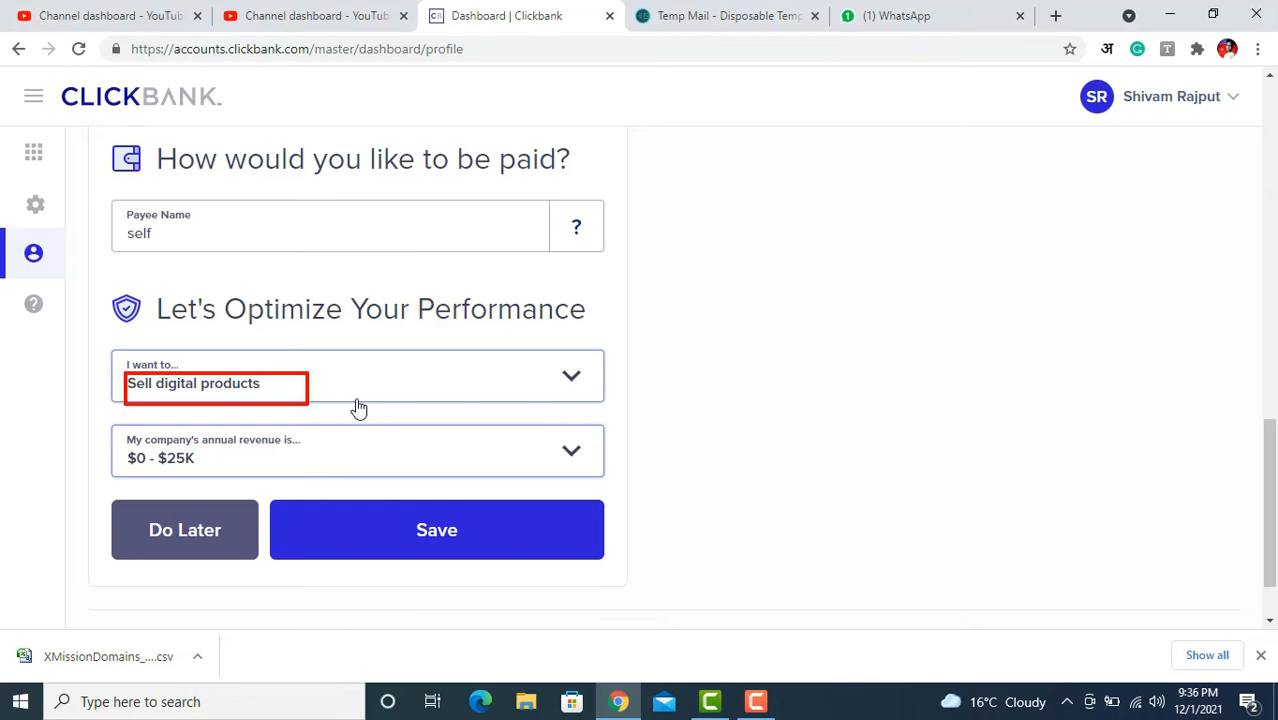 Channel dashboard - YouTub
Channel dashboard - YouTube
Dashboard | Clickbank
Temp Mail - Disposable Temp
(1) WhatsApp
https://accounts.clickbank.com/master/dashboard/profile
अ
T
CLICKBANK
SR
Shivam Rajput
How would you like to be paid?
Payee Name
self
?
Let's Optimize Your Performance
I want to...
Sell digital products
My company's annual revenue is...
$0 - $25K
Do Later
Save
XMissionDomains_....csv
Show all
Type here to search
16°C Cloudy
9:36 PM
12/1/2021
2